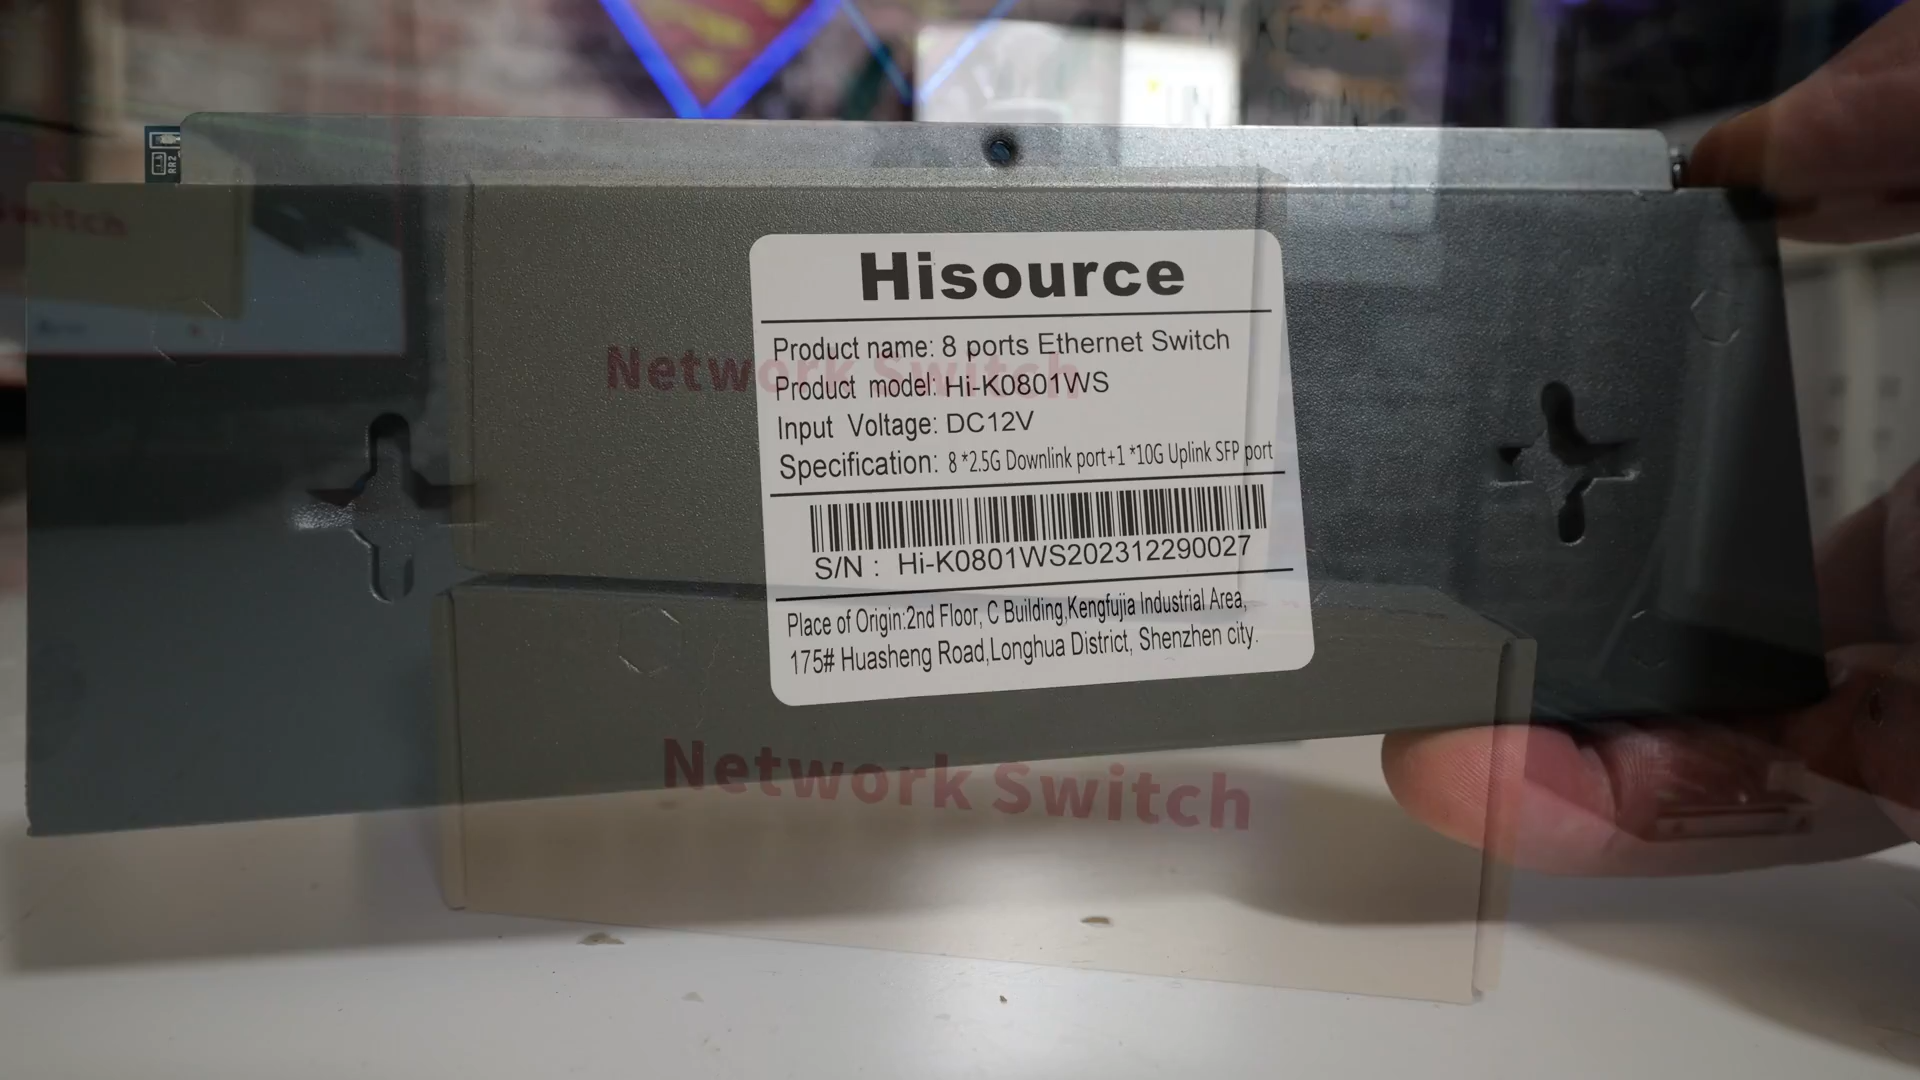 RR2
Switch
Hisource
Product name: 8 ports Ethernet Switch
Product model: Hi-K0801WS
Input Voltage: DC12V
Specification: 8 *2.5G Downlink port+1 *10G Uplink SFP port
S/N : Hi-K0801WS202312290027
Place of Origin:2nd Floor, C Building,Kengfujia Industrial Area,
175# Huasheng Road,Longhua District, Shenzhen city.
Network Switch
Network Switch